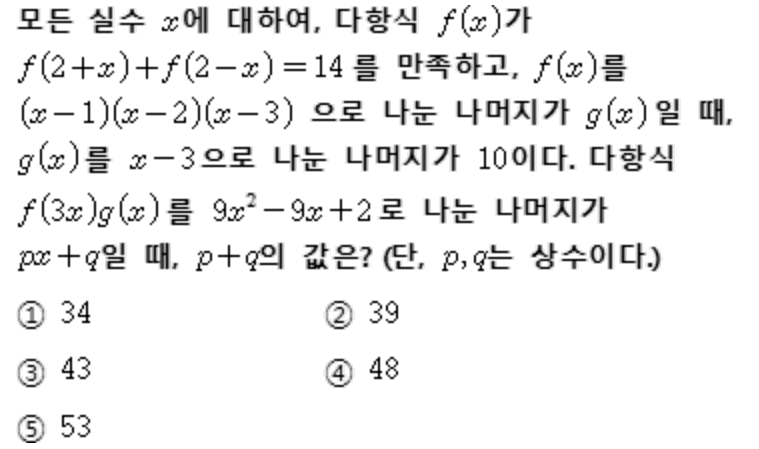 모든 실수 x에 대하여, 다항식 f(x)가
f(2+x)+f(2-x)=14를 만족하고, f(x)를
(x-1)(x-2)(x-3) 으로 나눈 나머지가 g(x)일 때,
g(x)를 x-3으로 나눈 나머지가 10이다. 다항식
f(3x)g(x)를 9x²-9x+2로 나눈 나머지가
px+q일 때, p+q의 값은? (단, p,q는 상수이다.)
① 34 ② 39
③ 43 ④ 48
⑤ 53